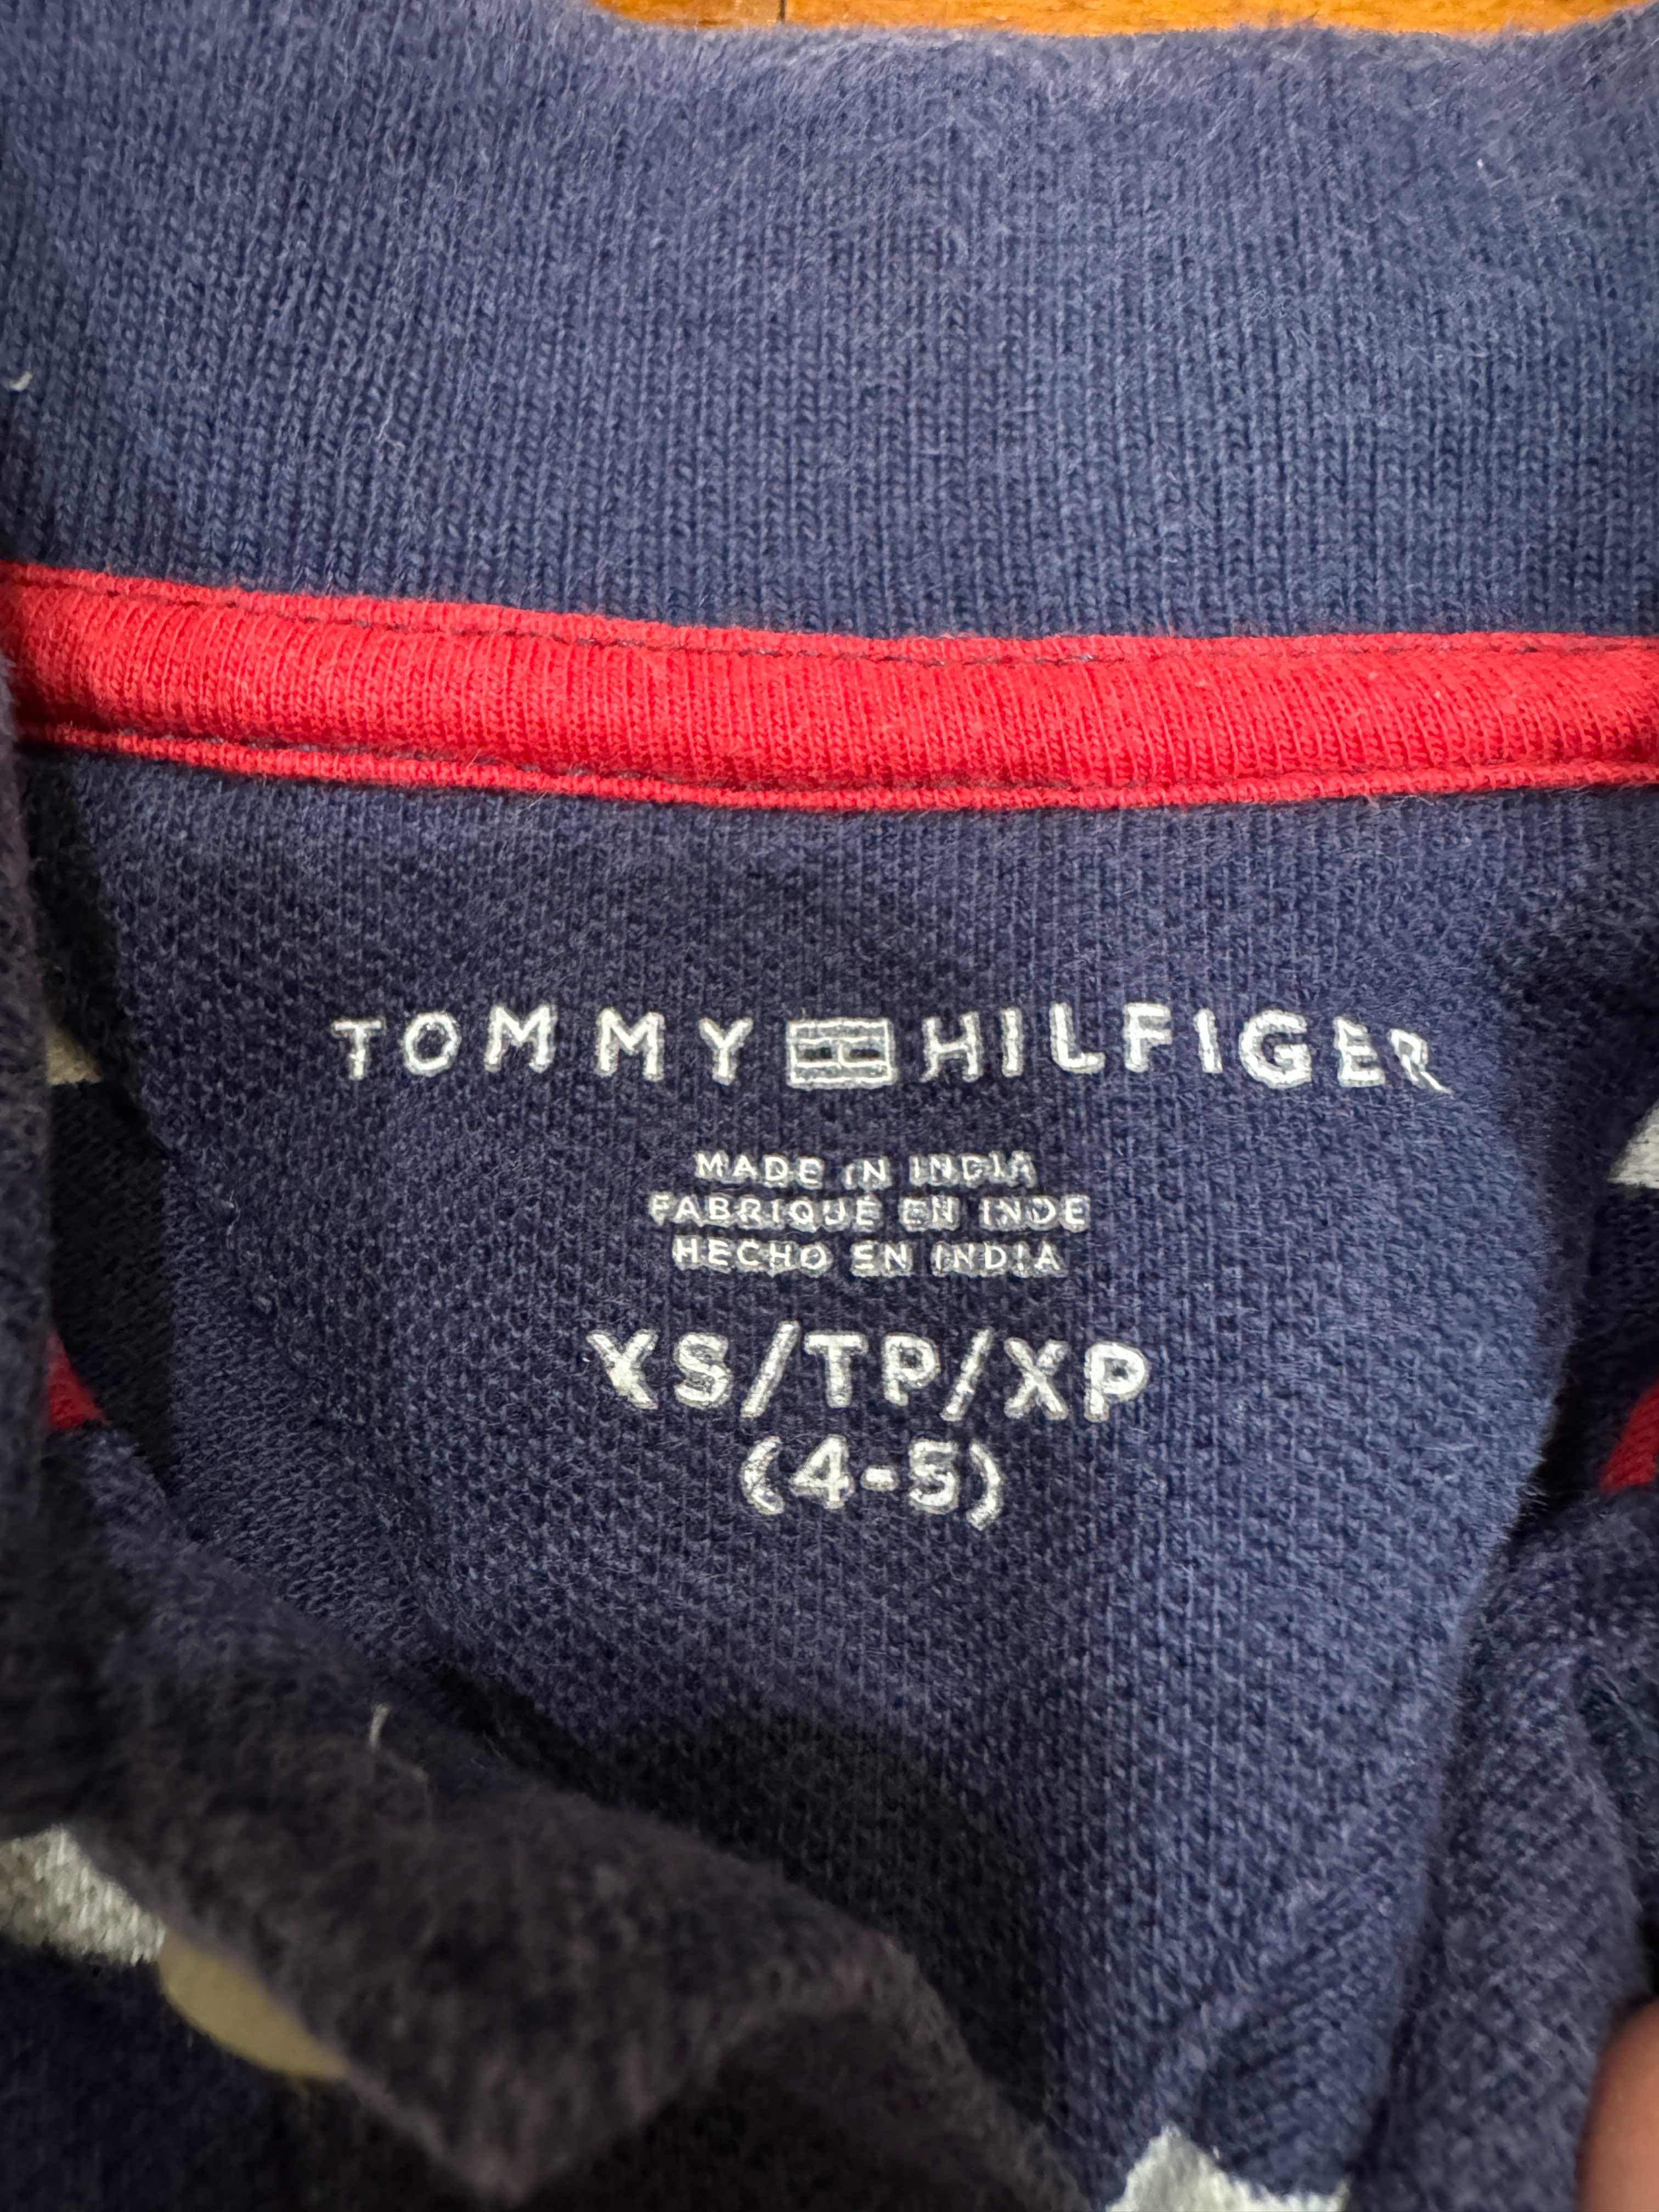 TOMMY HILFIGER
MADE IN INDIA
FABRIQUÉ EN INDE
HECHO EN INDIA
XS/TP/XP
(4-5)